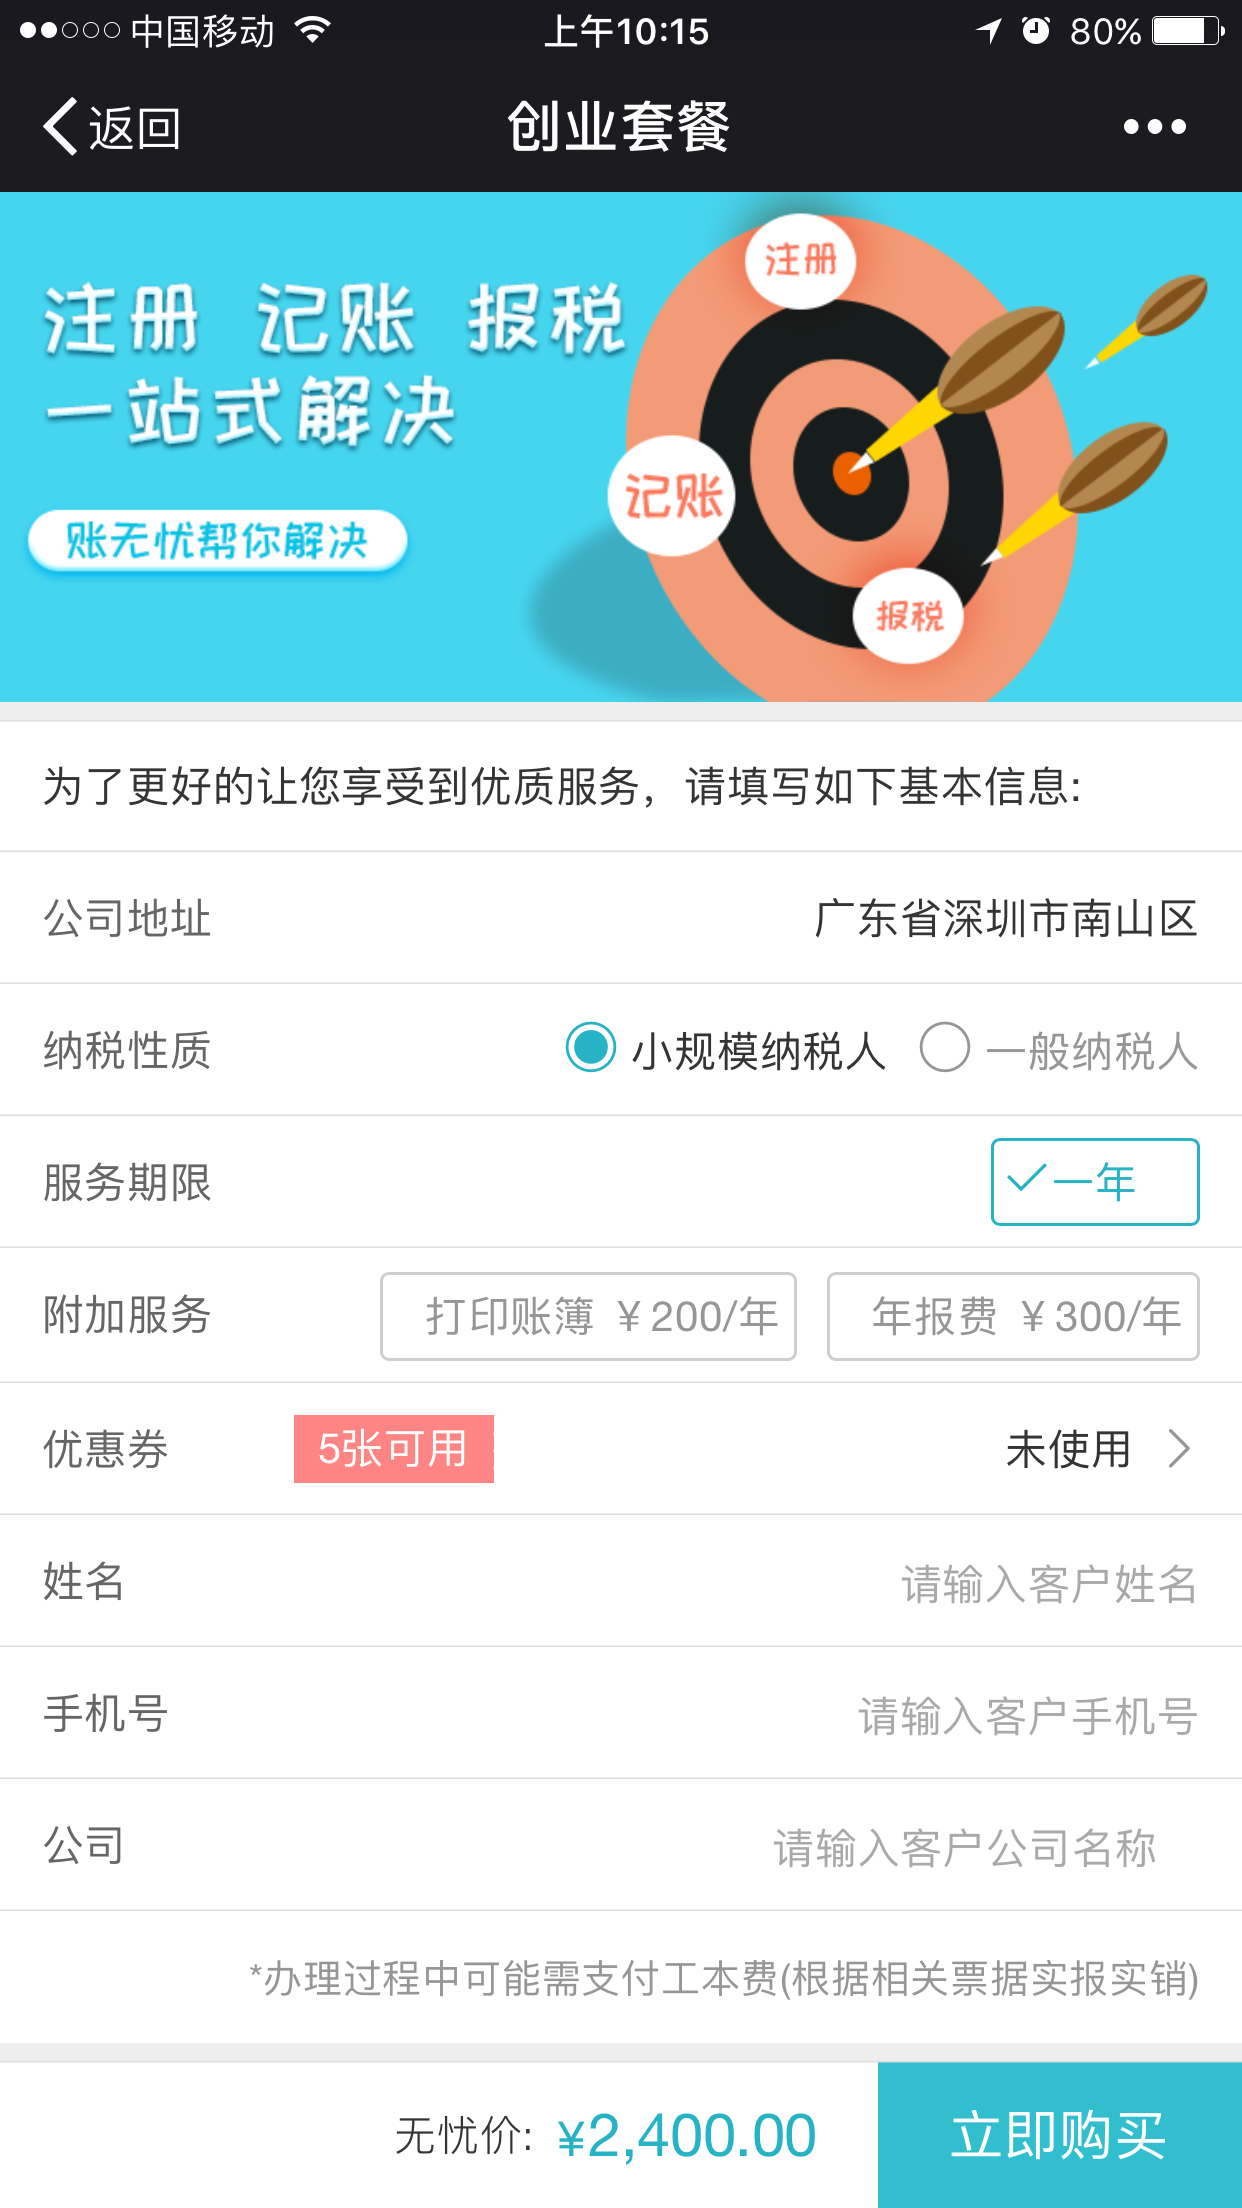 中国移动 上午10:15 80%
返回 创业套餐
注册
注册 记账 报税
一站式解决
记账
账无忧帮你解决
报税
为了更好的让您享受到优质服务，请填写如下基本信息:
公司地址 广东省深圳市南山区
纳税性质 小规模纳税人 一般纳税人
服务期限 一年
附加服务 打印账簿 ￥200/年 年报费 ￥300/年
优惠券 5张可用 未使用
姓名 请输入客户姓名
手机号 请输入客户手机号
公司 请输入客户公司名称
*办理过程中可能需支付工本费(根据相关票据实报实销)
无忧价: ¥2,400.00 立即购买